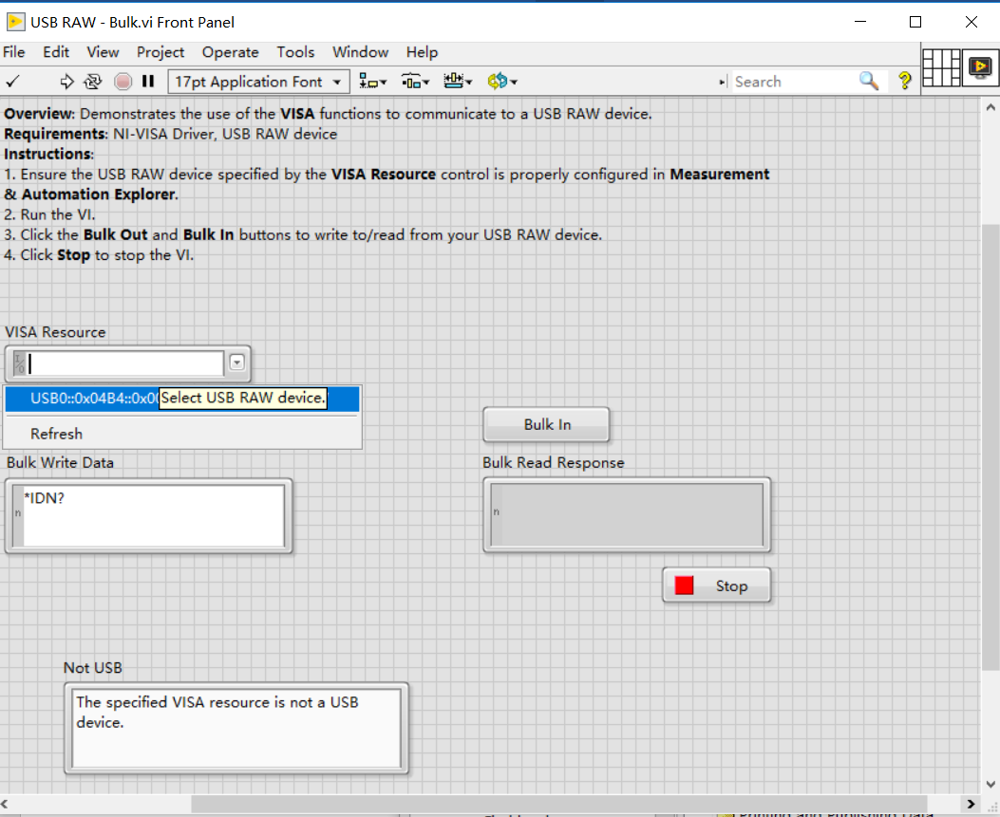 USB RAW - Bulk.vi Front Panel
File Edit View Project Operate Tools Window Help
17pt Application Font
Search
Overview: Demonstrates the use of the VISA functions to communicate to a USB RAW device.
Requirements: NI-VISA Driver, USB RAW device
Instructions:
1. Ensure the USB RAW device specified by the VISA Resource control is properly configured in Measurement
& Automation Explorer.
2. Run the VI.
3. Click the Bulk Out and Bulk In buttons to write to/read from your USB RAW device.
4. Click Stop to stop the VI.
VISA Resource
I/O
USB0::0x04B4::0x00
Select USB RAW device.
Refresh
Bulk In
Bulk Write Data
Bulk Read Response
*IDN?
n
n
Stop
Not USB
The specified VISA resource is not a USB
device.